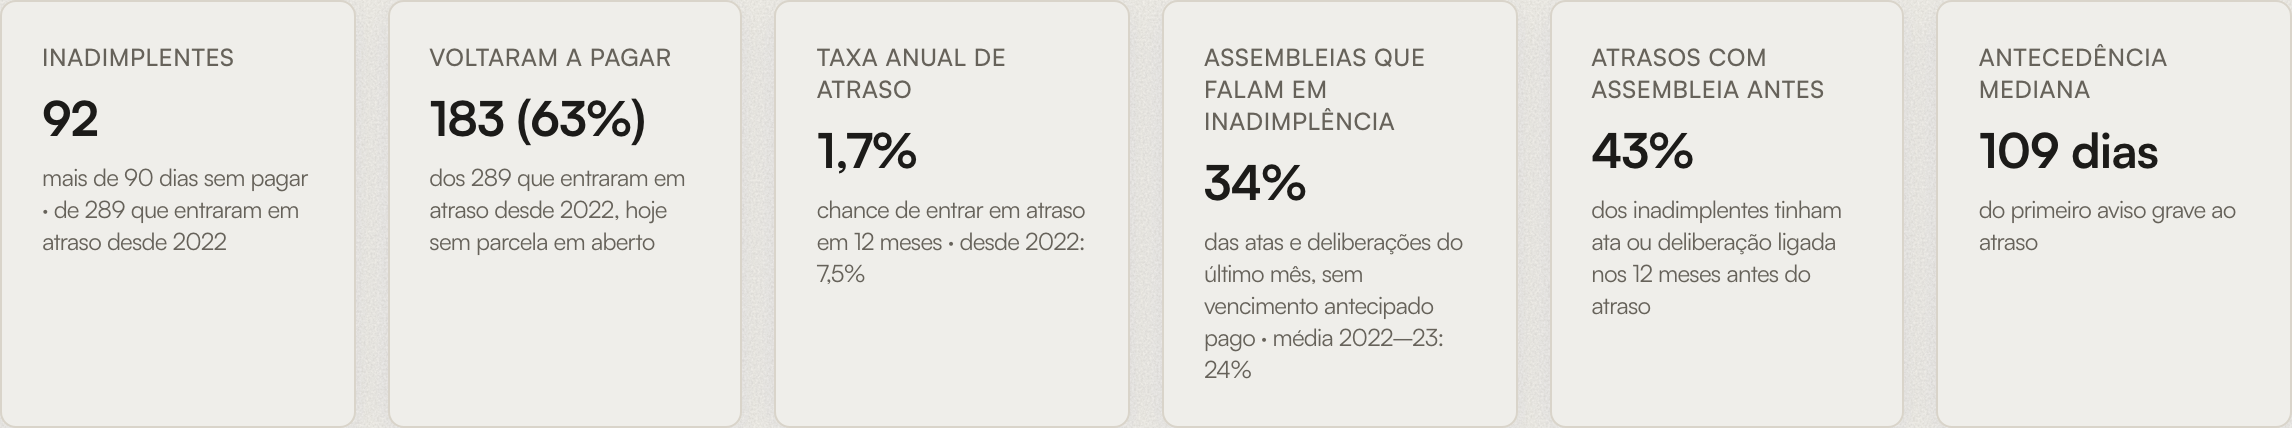 INADIMPLENTES
92
mais de 90 dias sem pagar
· de 289 que entraram em
atraso desde 2022
VOLTARAM A PAGAR
183 (63%)
dos 289 que entraram em
atraso desde 2022, hoje
sem parcela em aberto
TAXA ANUAL DE
ATRASO
1,7%
chance de entrar em atraso
em 12 meses · desde 2022:
7,5%
ASSEMBLEIAS QUE
FALAM EM
INADIMPLÊNCIA
34%
das atas e deliberações do
último mês, sem
vencimento antecipado
pago · média 2022—23:
24%
ATRASOS COM
ASSEMBLEIA ANTES
43%
dos inadimplentes tinham
ata ou deliberação ligada
nos 12 meses antes do
atraso
ANTECEDÊNCIA
MEDIANA
109 dias
do primeiro aviso grave ao
atraso